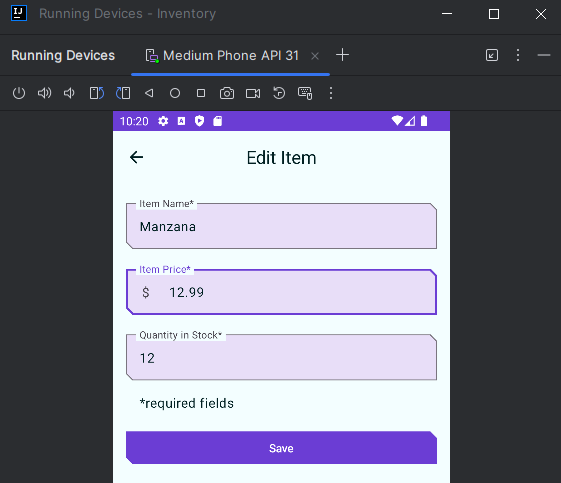 Running Devices - Inventory
Running Devices
Medium Phone API 31
10:20
Edit Item
Item Name*
Manzana
Item Price*
$ 12.99
Quantity in Stock*
12
*required fields
Save